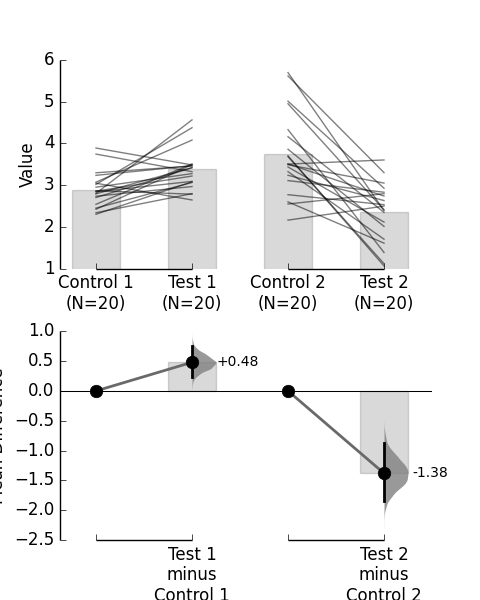 6
5
4
3
2
1
Value
Control 1 Test 1 Control 2 Test 2
(N=20) (N=20) (N=20) (N=20)
1.0
0.5
0.0
−0.5
−1.0
−1.5
−2.0
−2.5
+0.48
-1.38
Test 1 Test 2
minus minus
Control 1 Control 2